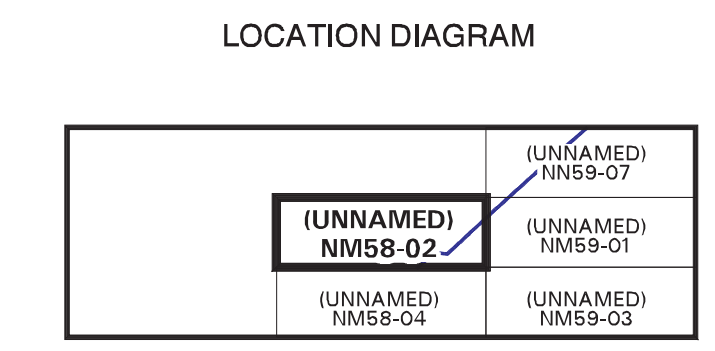 LOCATION DIAGRAM
(UNNAMED)
NN59-07
(UNNAMED)
NM58-02
(UNNAMED)
NM59-01
(UNNAMED)
NM58-04
(UNNAMED)
NM59-03